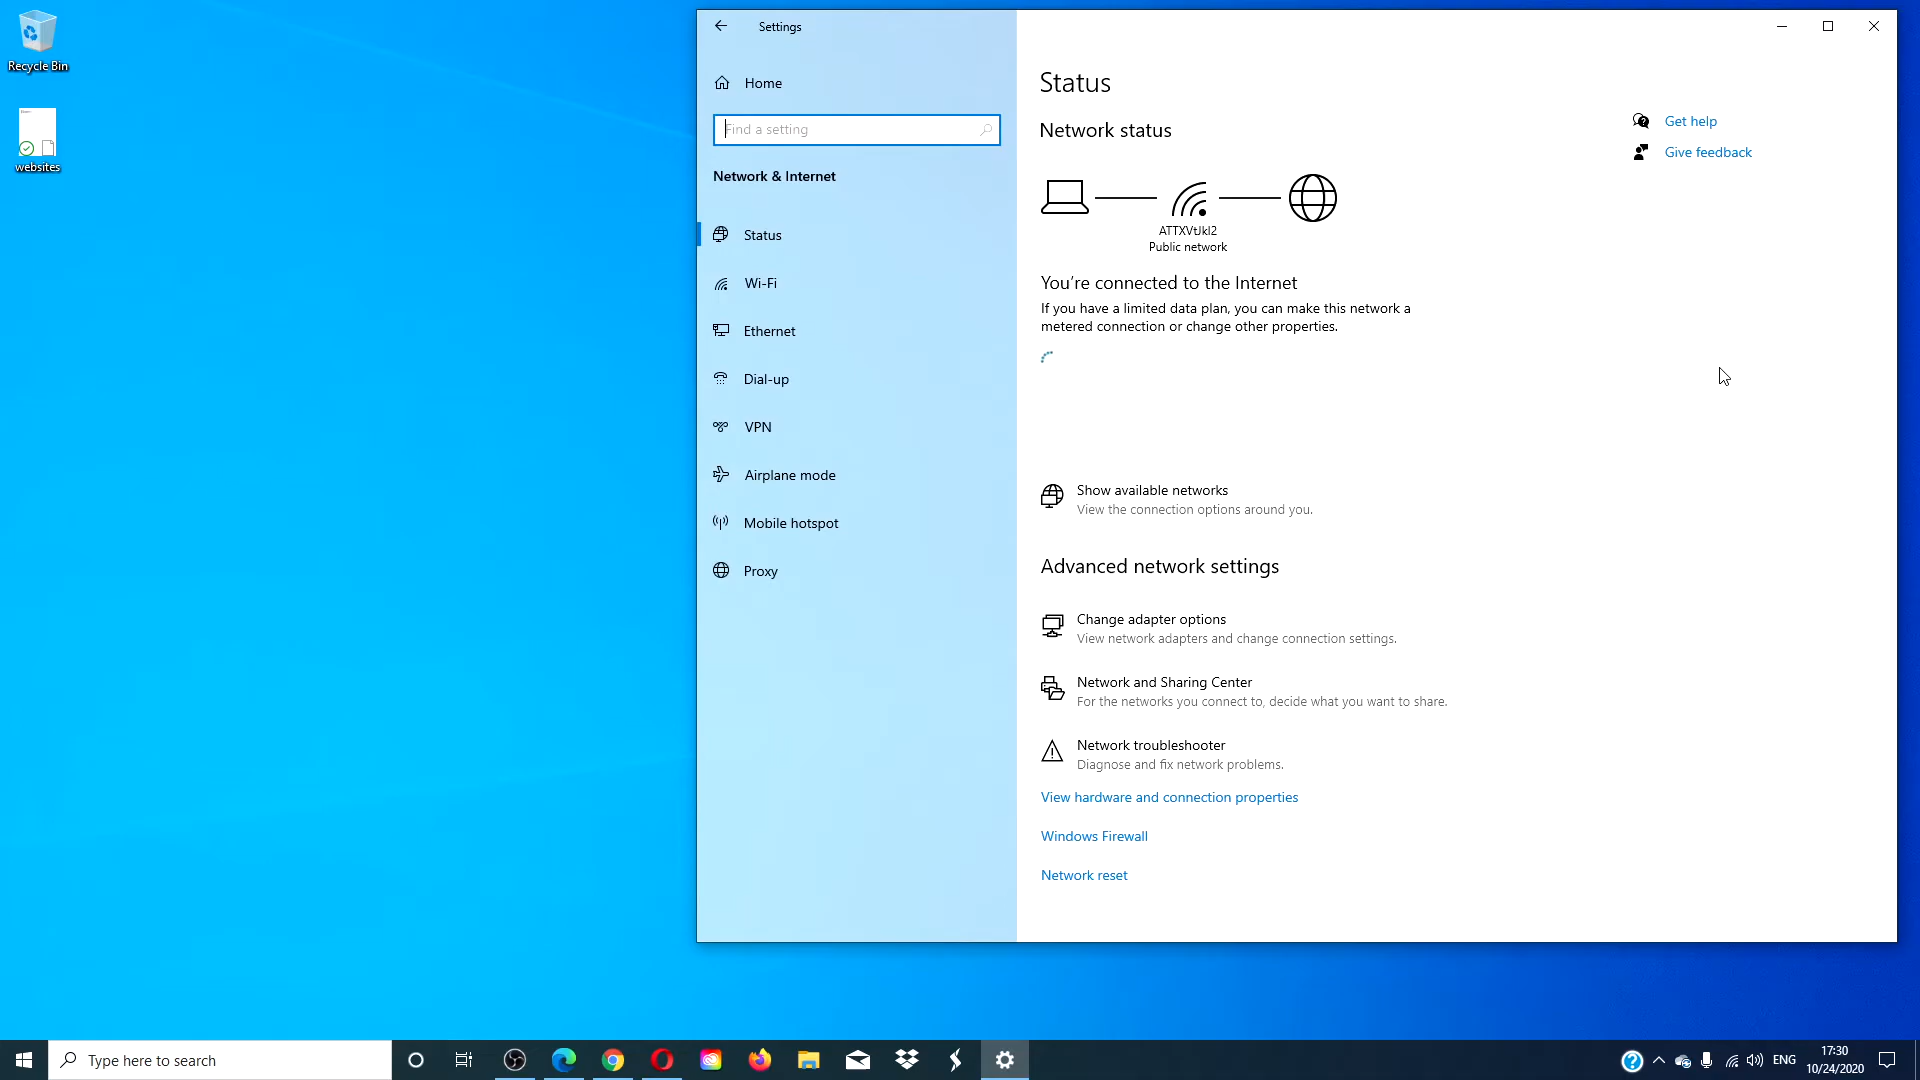 Recycle Bin
websites
Settings
Home
Find a setting
Network & Internet
Status
Wi-Fi
Ethernet
Dial-up
VPN
Airplane mode
Mobile hotspot
Proxy
Status
Network status
ATTXVtJkl2
Public network
You're connected to the Internet
If you have a limited data plan, you can make this network a
metered connection or change other properties.
Show available networks
View the connection options around you.
Advanced network settings
Change adapter options
View network adapters and change connection settings.
Network and Sharing Center
For the networks you connect to, decide what you want to share.
Network troubleshooter
Diagnose and fix network problems.
View hardware and connection properties
Windows Firewall
Network reset
Get help
Give feedback
Type here to search
ENG
17:30
10/24/2020